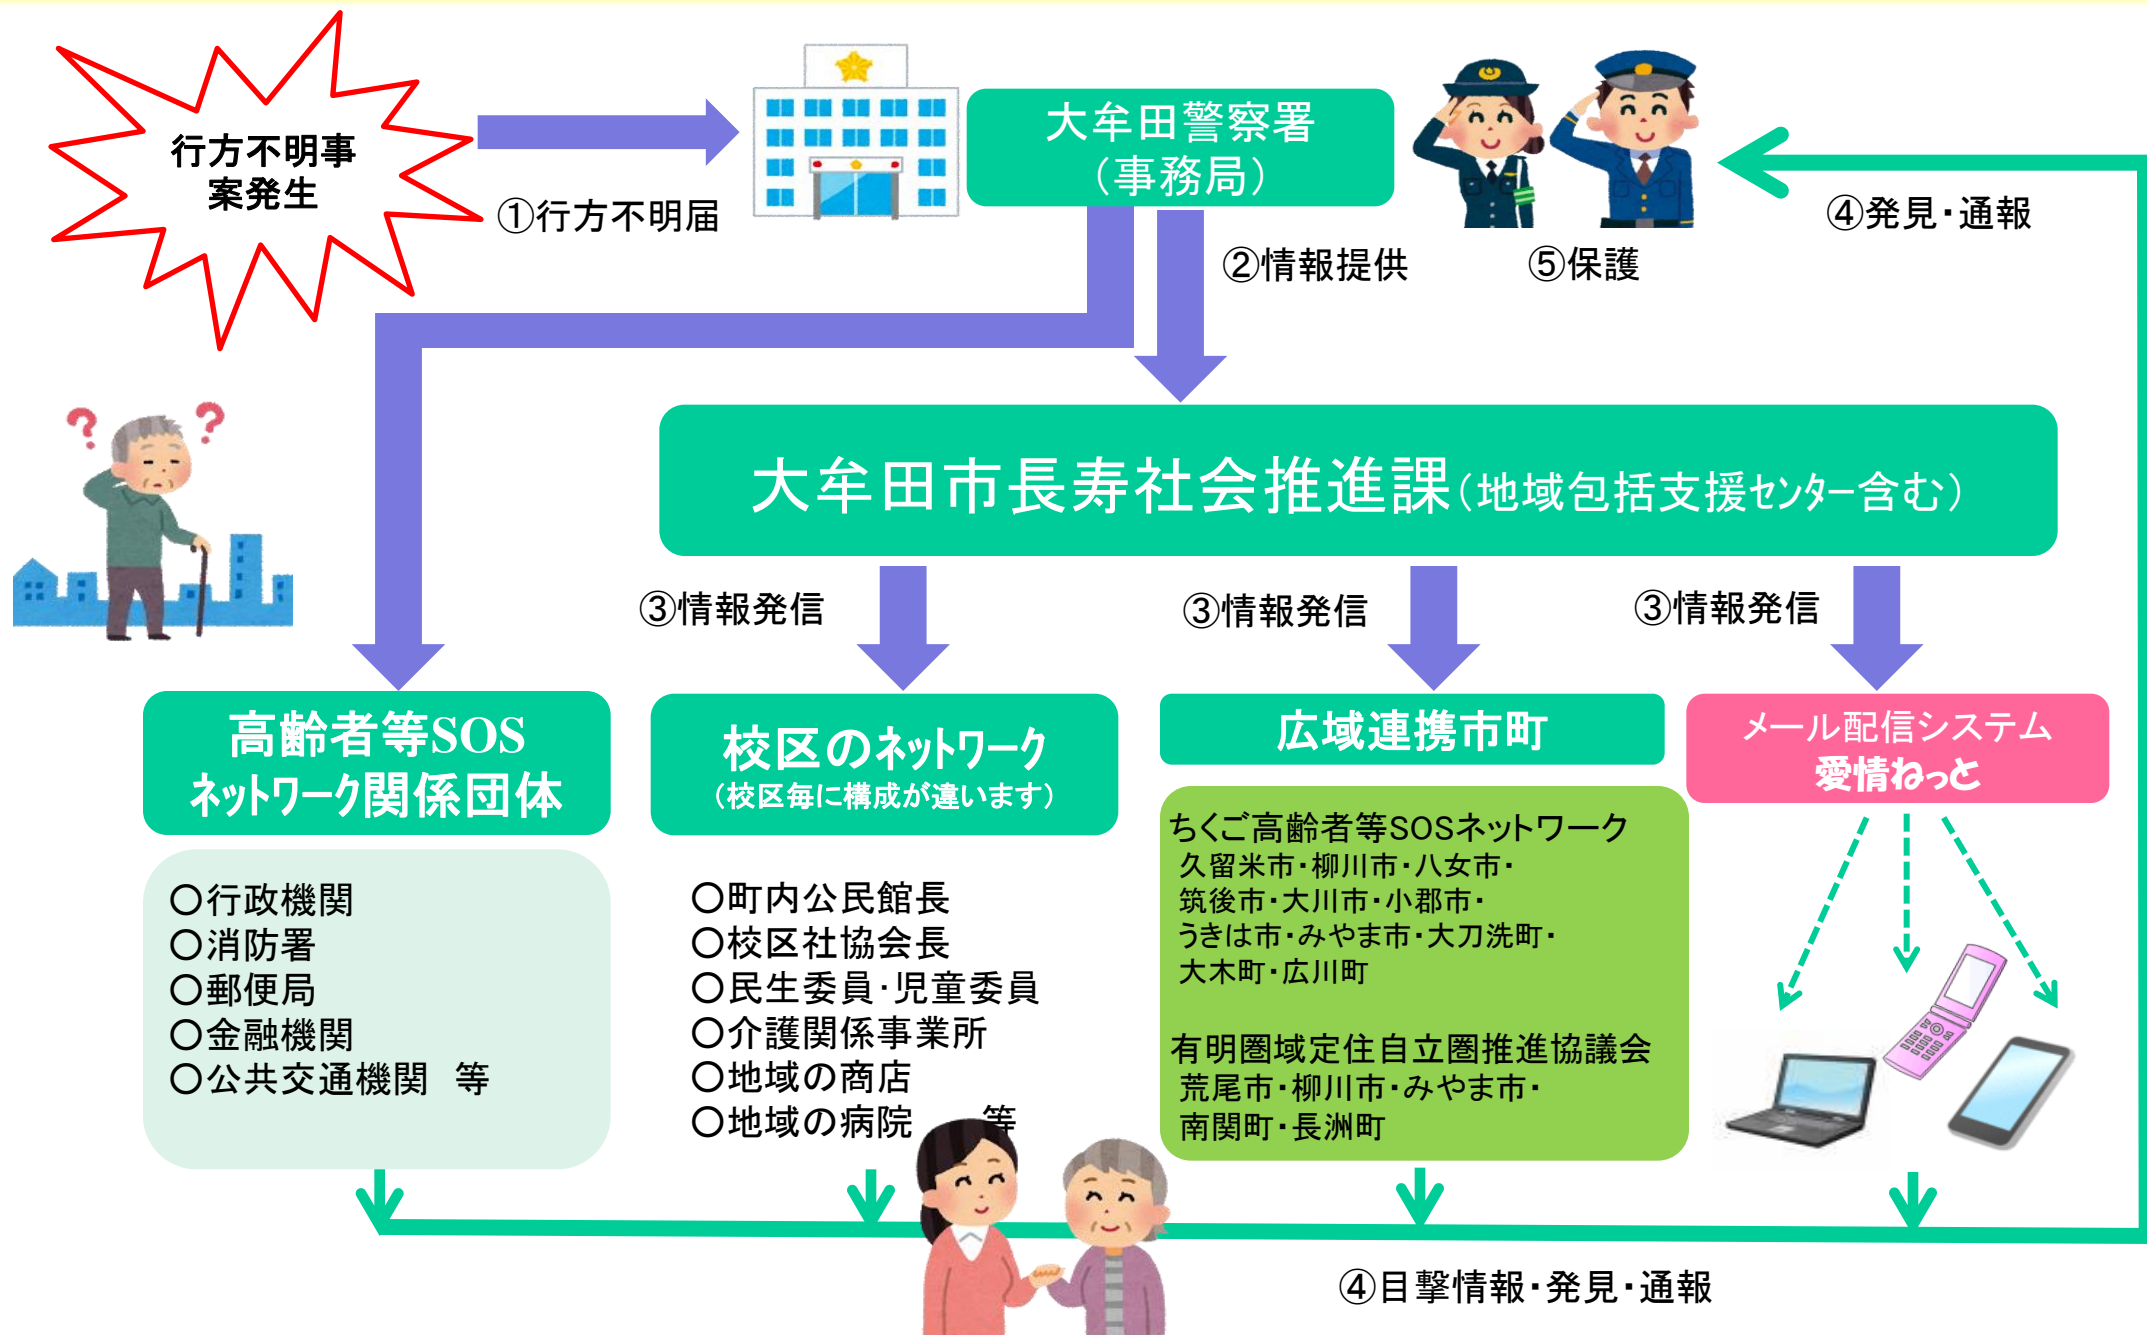 行方不明事
案発生
①行方不明届
大牟田警察署
（事務局）
④発見・通報
②情報提供
⑤保護
大牟田市長寿社会推進課（地域包括支援センター含む）
③情報発信
③情報発信
③情報発信
高齢者等SOS
ネットワーク関係団体
〇行政機関
〇消防署
〇郵便局
〇金融機関
〇公共交通機関　等
校区のネットワーク
（校区毎に構成が違います）
〇町内公民館長
〇校区社協会長
〇民生委員・児童委員
〇介護関係事業所
〇地域の商店
〇地域の病院　　等
広域連携市町
ちくご高齢者等SOSネットワーク
久留米市・柳川市・八女市・
筑後市・大川市・小郡市・
うきは市・みやま市・大刀洗町・
大木町・広川町
有明圏域定住自立圏推進協議会
荒尾市・柳川市・みやま市・
南関町・長洲町
メール配信システム
愛情ねっと
④目撃情報・発見・通報